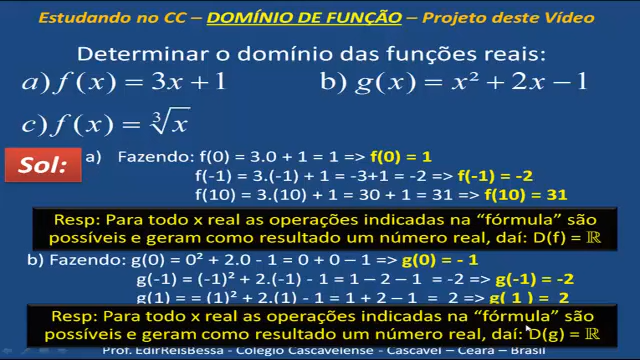 Estudando no CC – DOMÍNIO DE FUNÇÃO – Projeto deste Vídeo
Determinar o domínio das funções reais:
a) f(x) = 3x + 1
b) g(x) = x² + 2x – 1
c) f(x) = ∛x
Sol:
a) Fazendo: f(0) = 3.0 + 1 = 1 => f(0) = 1
f(-1) = 3.(-1) + 1 = -3+1 = -2 => f(-1) = -2
f(10) = 3.(10) + 1 = 30 + 1 = 31 => f(10) = 31
Resp: Para todo x real as operações indicadas na “fórmula” são
possíveis e geram como resultado um número real, daí: D(f) = ℝ
b) Fazendo: g(0) = 0² + 2.0 - 1 = 0 + 0 – 1 => g(0) = - 1
g(-1) = (-1)² + 2.(-1) - 1 = 1 – 2 – 1 = -2 => g(-1) = -2
g(1) = = (1)² + 2.(1) - 1 = 1 + 2 – 1 = 2 => g( 1 ) = 2
Resp: Para todo x real as operações indicadas na “fórmula” são
possíveis e geram como resultado um número real, daí: D(g) = ℝ
Prof. EdirReisBessa – Colégio Cascavelense – Cascavel – Ceara – Brasil